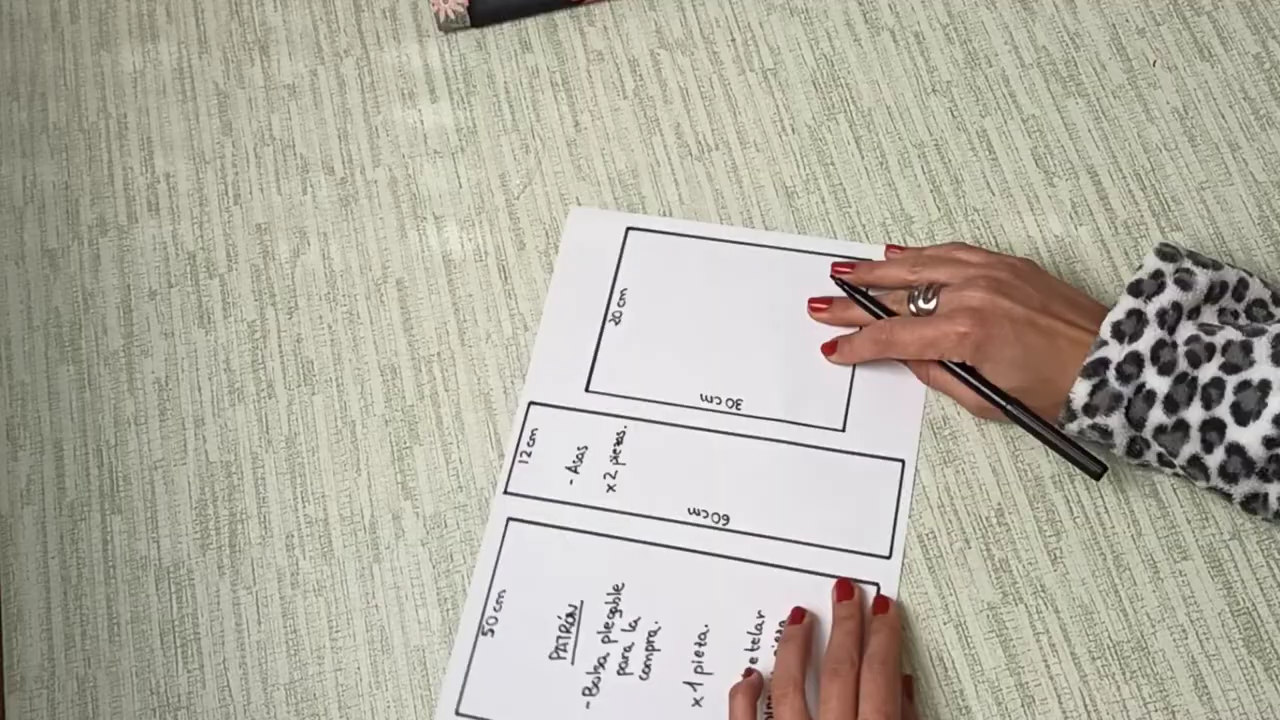 20 cm
30 cm
12 cm
- Asas
x 2 piezas.
60 cm
50 cm
PATRÓN
- Bolsa plegable
para la
compra.
x 1 pieza.
telar